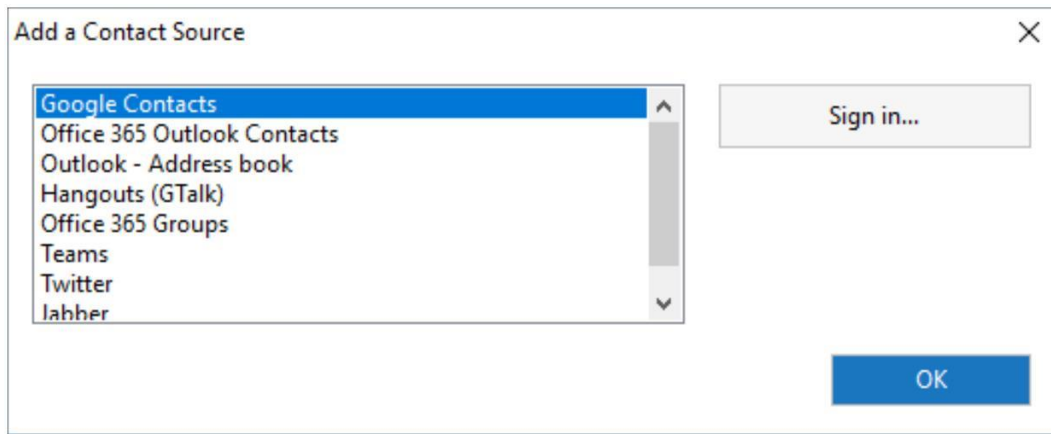 Add a Contact Source
Google Contacts
Sign in...
Office 365 Outlook Contacts
Outlook - Address book
Hangouts (GTalk)
Office 365 Groups
Teams
Twitter
Jabber
OK